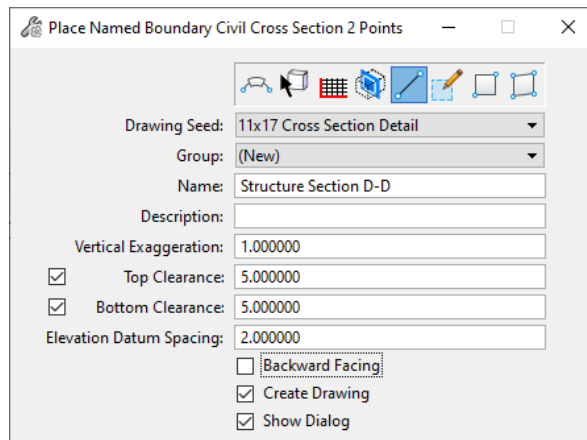 Place Named Boundary Civil Cross Section 2 Points
Drawing Seed: 11x17 Cross Section Detail
Group: (New)
Name: Structure Section D-D
Description:
Vertical Exaggeration: 1.000000
Top Clearance: 5.000000
Bottom Clearance: 5.000000
Elevation Datum Spacing: 2.000000
Backward Facing
Create Drawing
Show Dialog